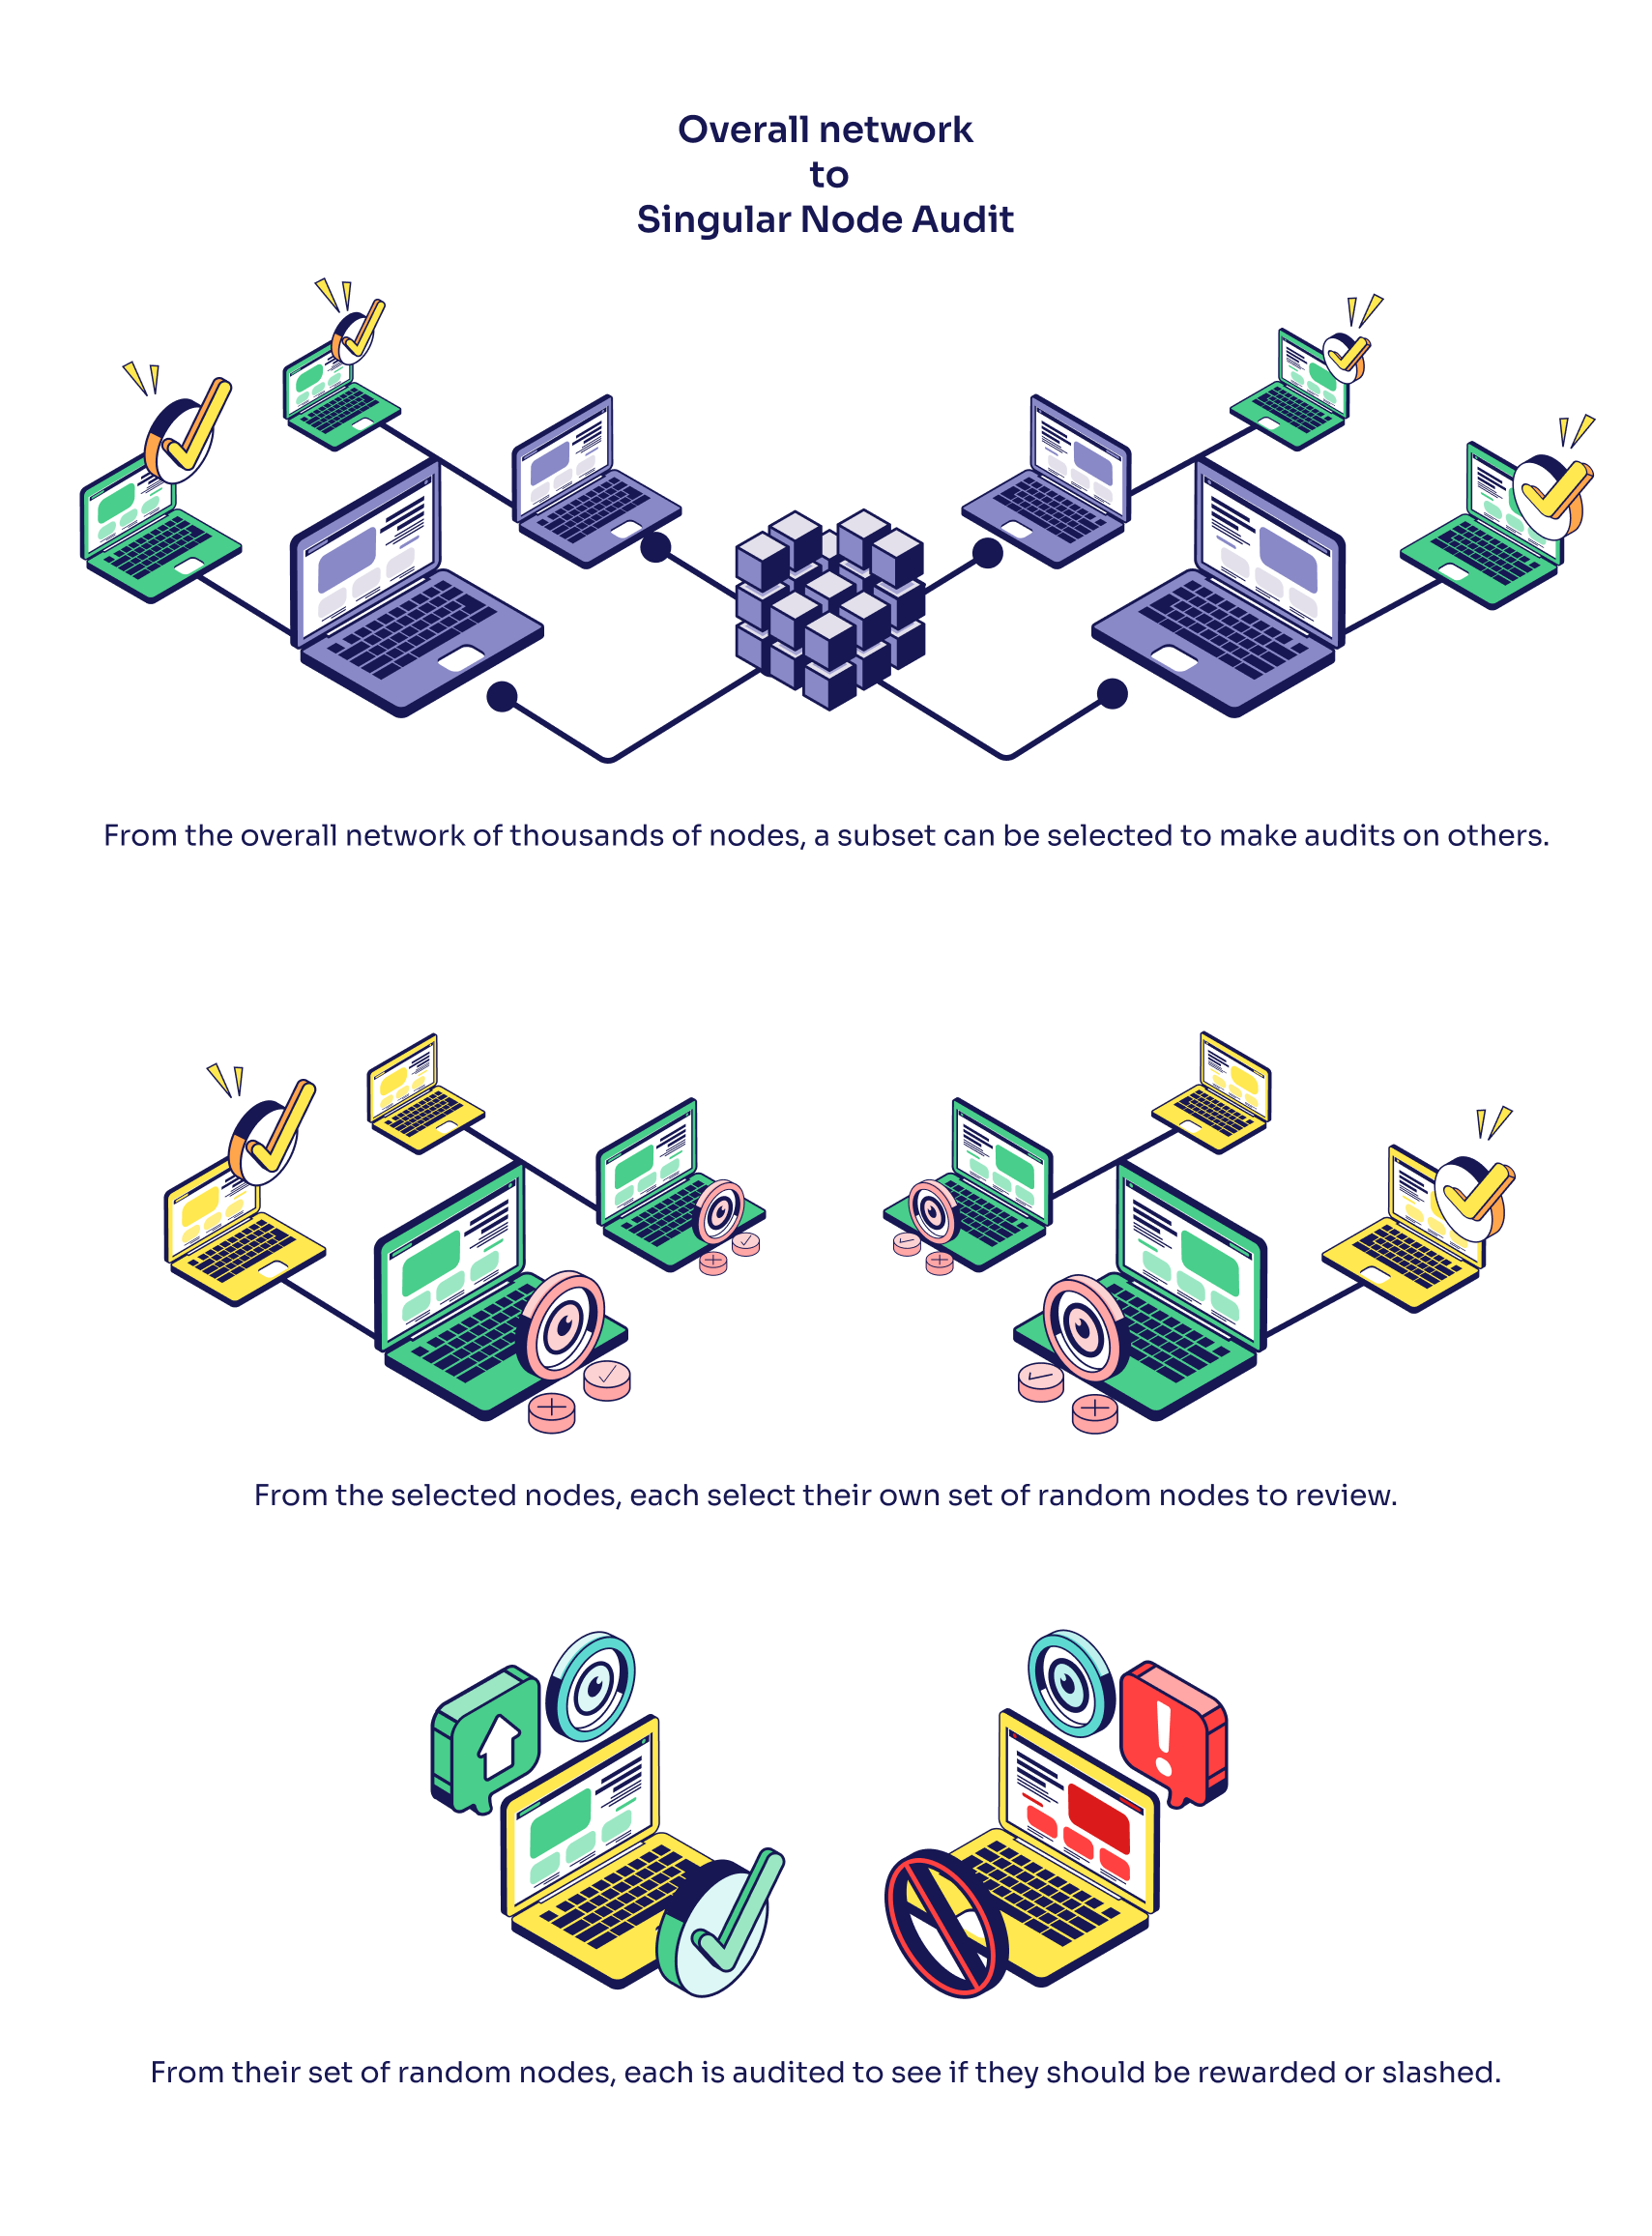 Overall network
to
Singular Node Audit
From the overall network of thousands of nodes, a subset can be selected to make audits on others.
From the selected nodes, each select their own set of random nodes to review.
From their set of random nodes, each is audited to see if they should be rewarded or slashed.